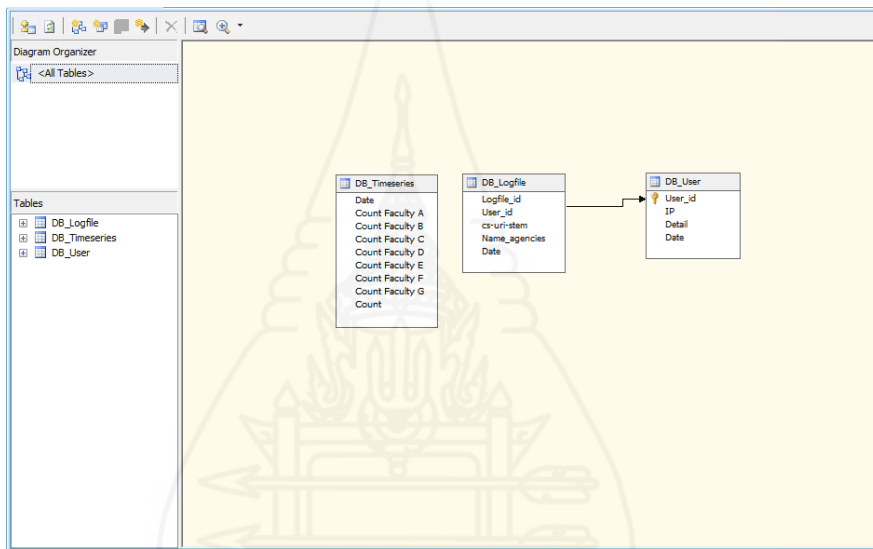 Diagram Organizer
<All Tables>
Tables
DB_Logfile
DB_Timeseries
DB_User
DB_Timeseries
Date
Count Faculty A
Count Faculty B
Count Faculty C
Count Faculty D
Count Faculty E
Count Faculty F
Count Faculty G
Count
DB_Logfile
Logfile_id
User_id
cs-uri-stem
Name_agencies
Date
DB_User
User_id
IP
Detail
Date